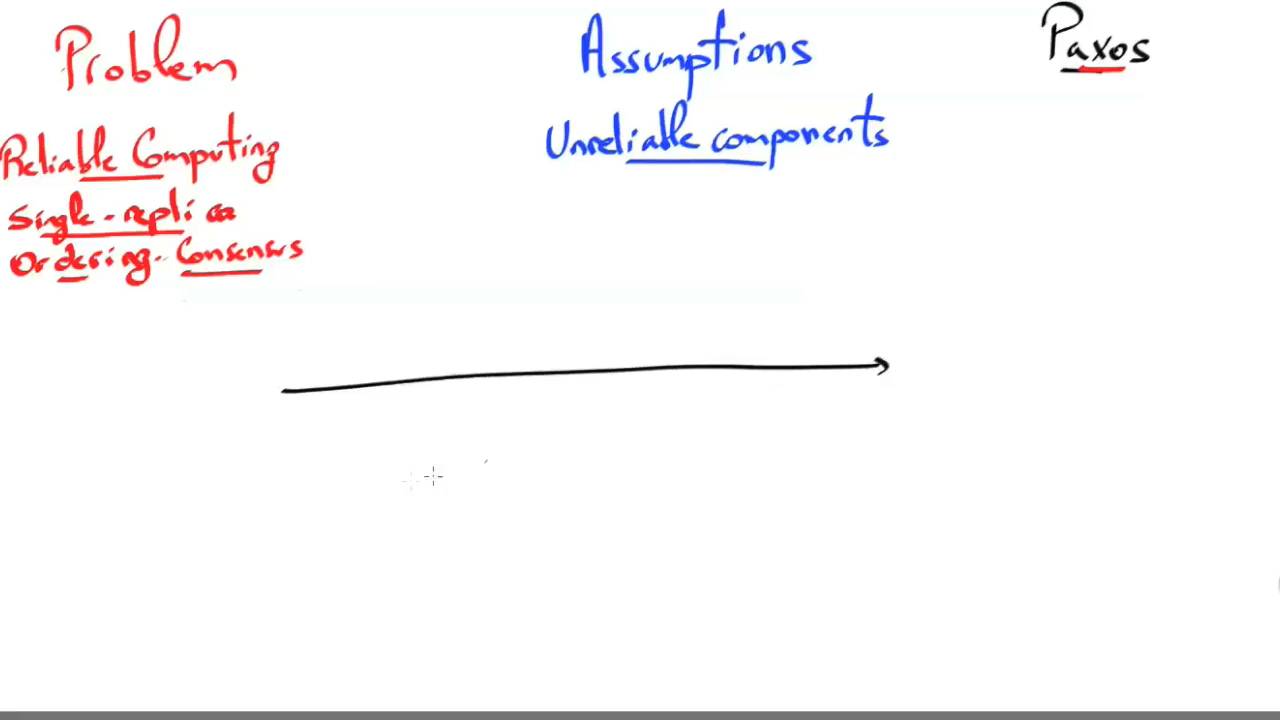 Problem
Assumptions
Paxos
Reliable Computing
Single-replica
Ordering-Consensus
Unreliable components